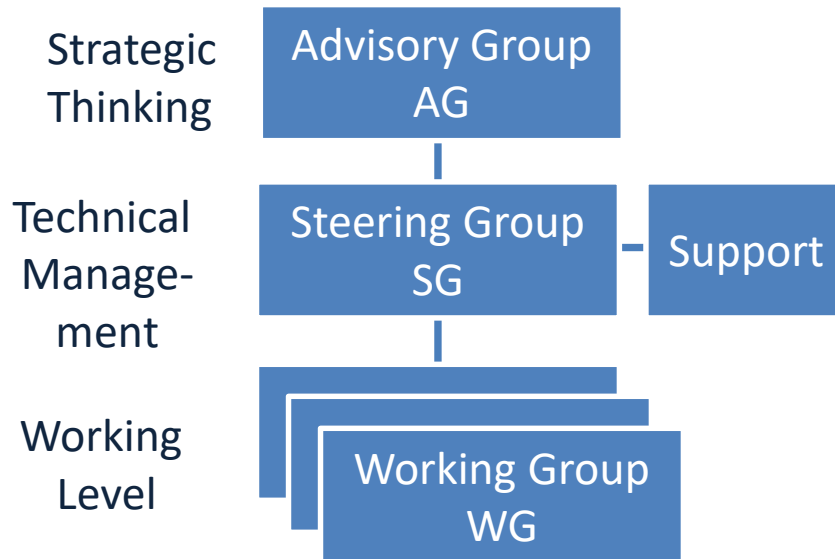 Strategic
Thinking
Advisory Group
AG
Technical
Manage-
ment
Steering Group
SG
Support
Working
Level
Working Group
WG